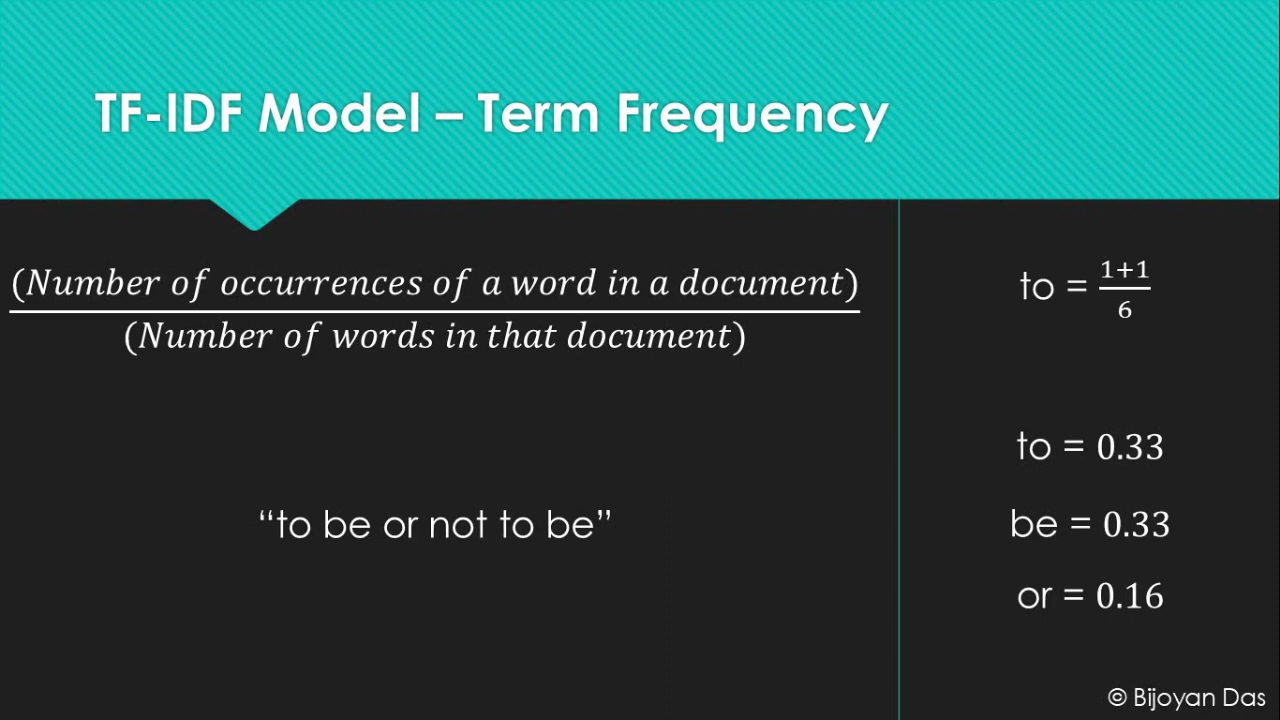 TF-IDF Model – Term Frequency
(Number of occurrences of a word in a document)
(Number of words in that document)
“to be or not to be”
to = 1+1
6
to = 0.33
be = 0.33
or = 0.16
© Bijoyan Das